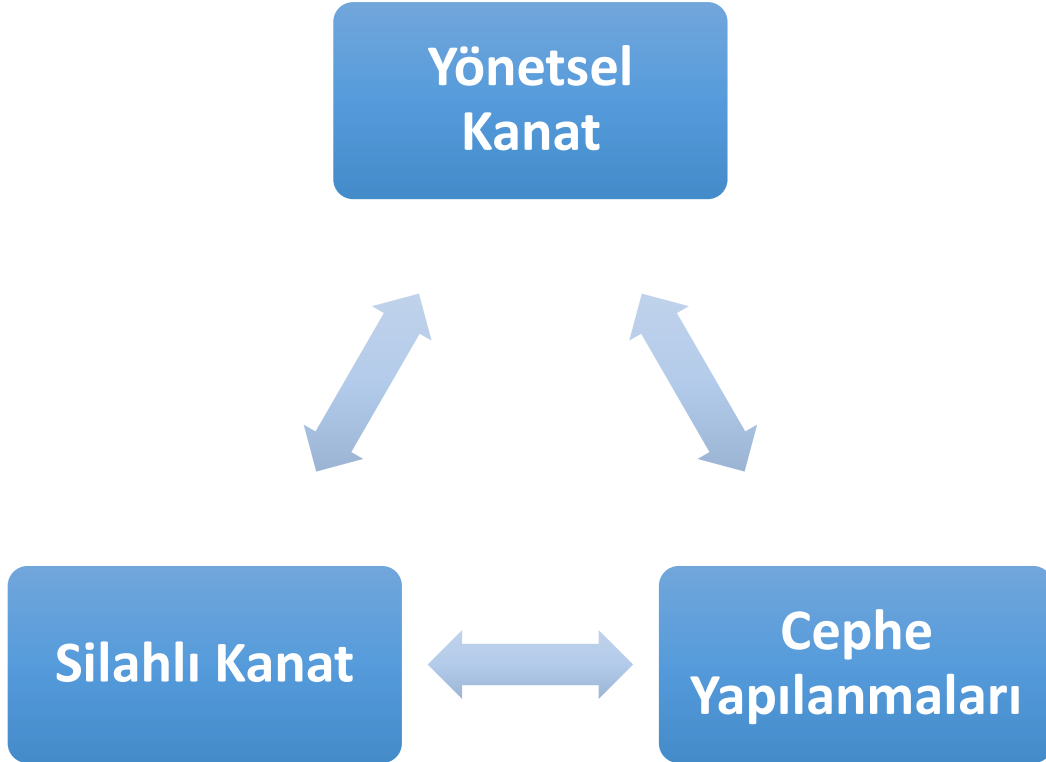 Yönetsel
Kanat
Silahlı Kanat
Cephe
Yapılanmaları